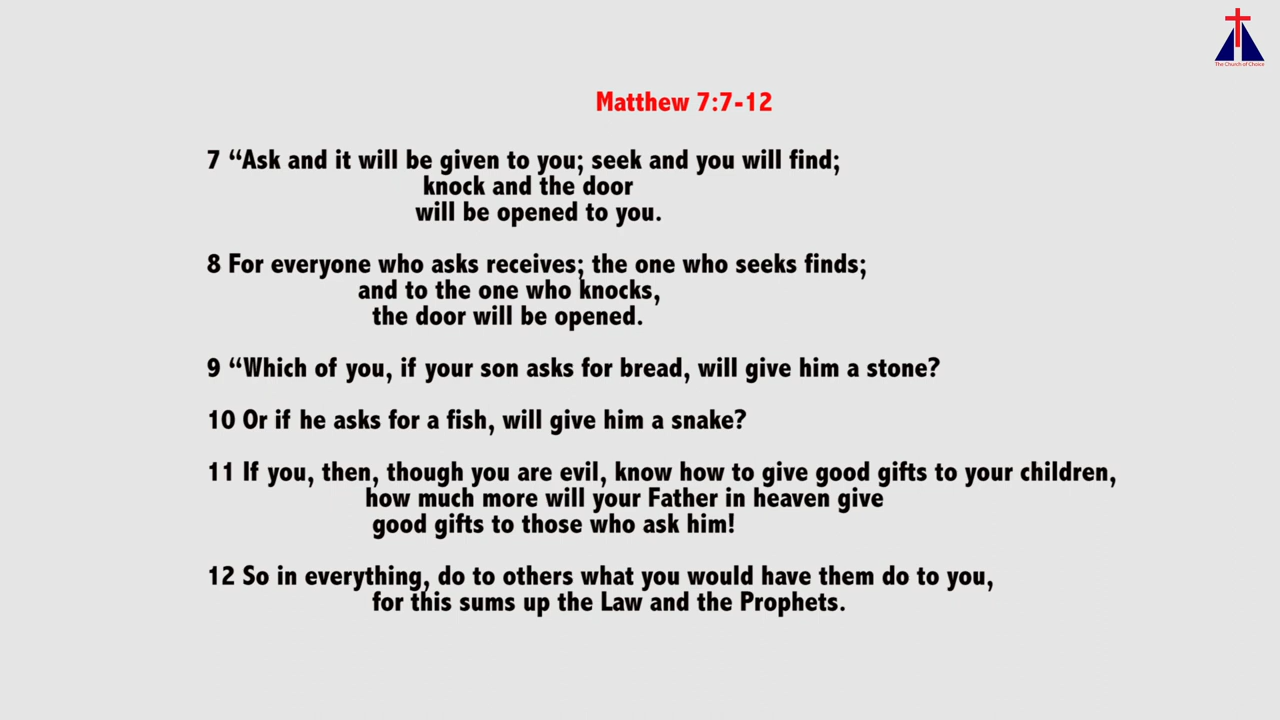 The Church of Choice
Matthew 7:7-12
7 “Ask and it will be given to you; seek and you will find;
knock and the door
will be opened to you.
8 For everyone who asks receives; the one who seeks finds;
and to the one who knocks,
the door will be opened.
9 “Which of you, if your son asks for bread, will give him a stone?
10 Or if he asks for a fish, will give him a snake?
11 If you, then, though you are evil, know how to give good gifts to your children,
how much more will your Father in heaven give
good gifts to those who ask him!
12 So in everything, do to others what you would have them do to you,
for this sums up the Law and the Prophets.